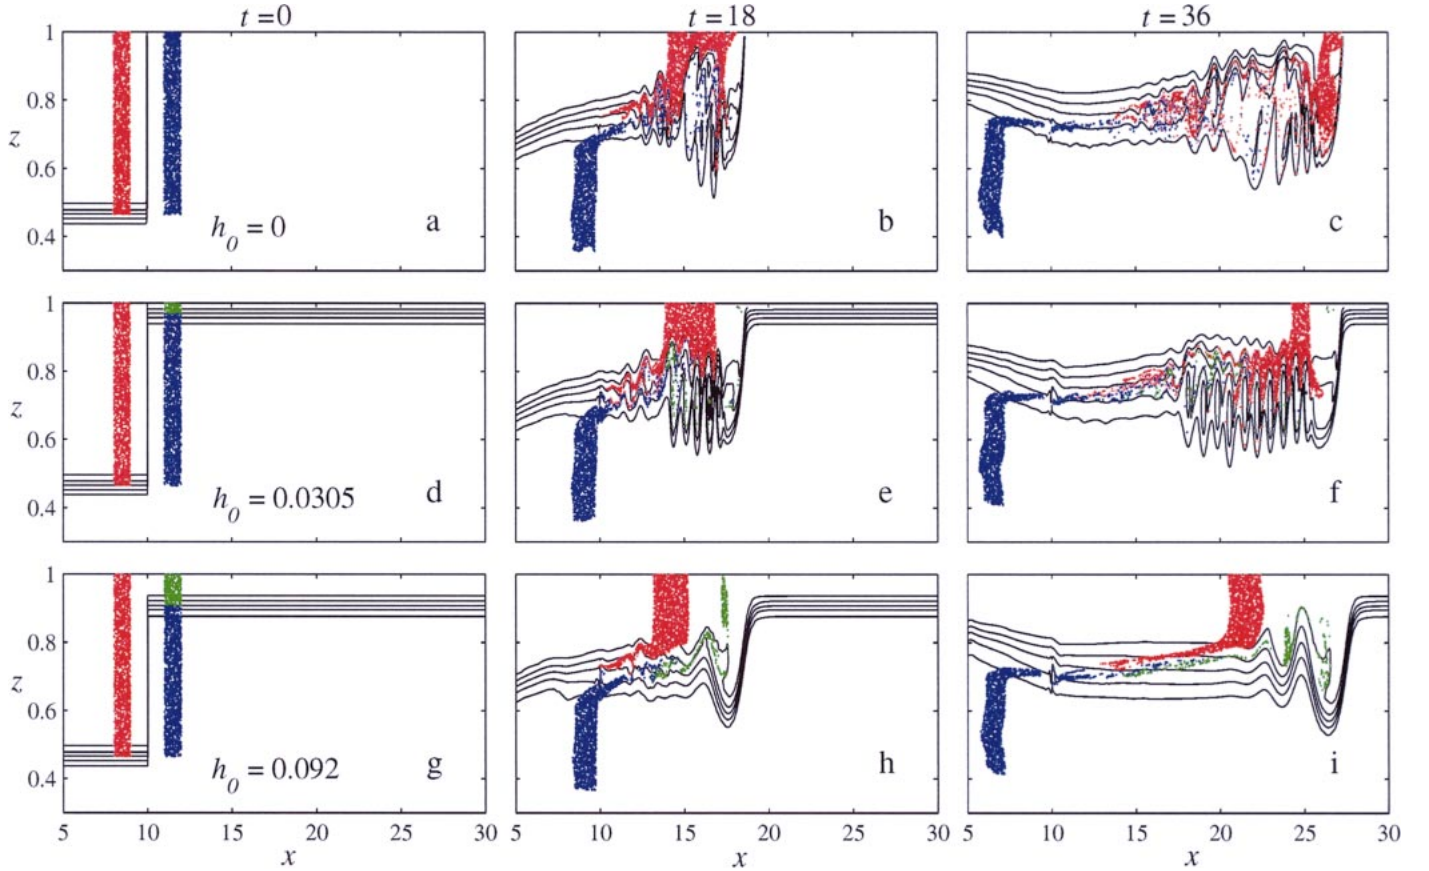 t = 0 t = 18 t = 36
1
0.8
z
0.6
0.4
h0 = 0
a
b
c
1
0.8
z
0.6
0.4
h0 = 0.0305
d
e
f
1
0.8
z
0.6
0.4
h0 = 0.092
g
h
i
5 10 15 20 25 30 5 10 15 20 25 30 5 10 15 20 25 30
x x x